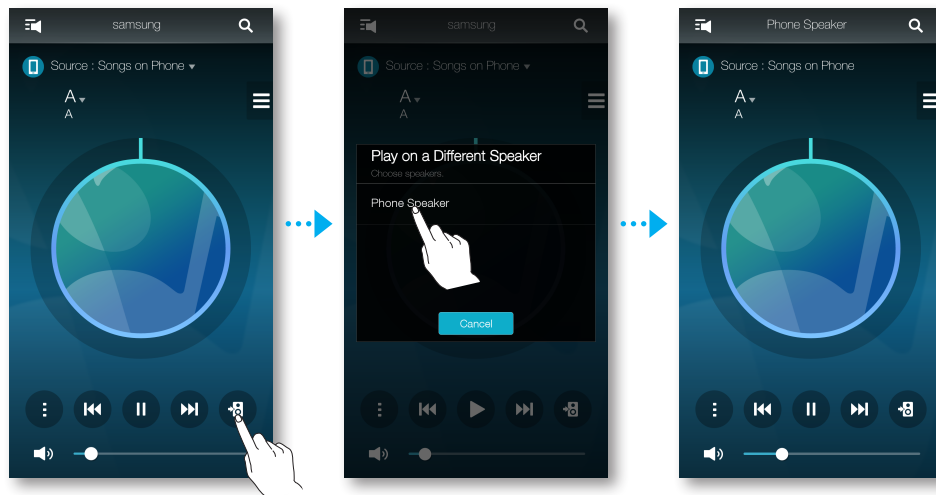 samsung
Source : Songs on Phone
A
A
samsung
Source : Songs on Phone
A
A
Play on a Different Speaker
Choose speakers.
Phone Speaker
Cancel
Phone Speaker
Source : Songs on Phone
A
A